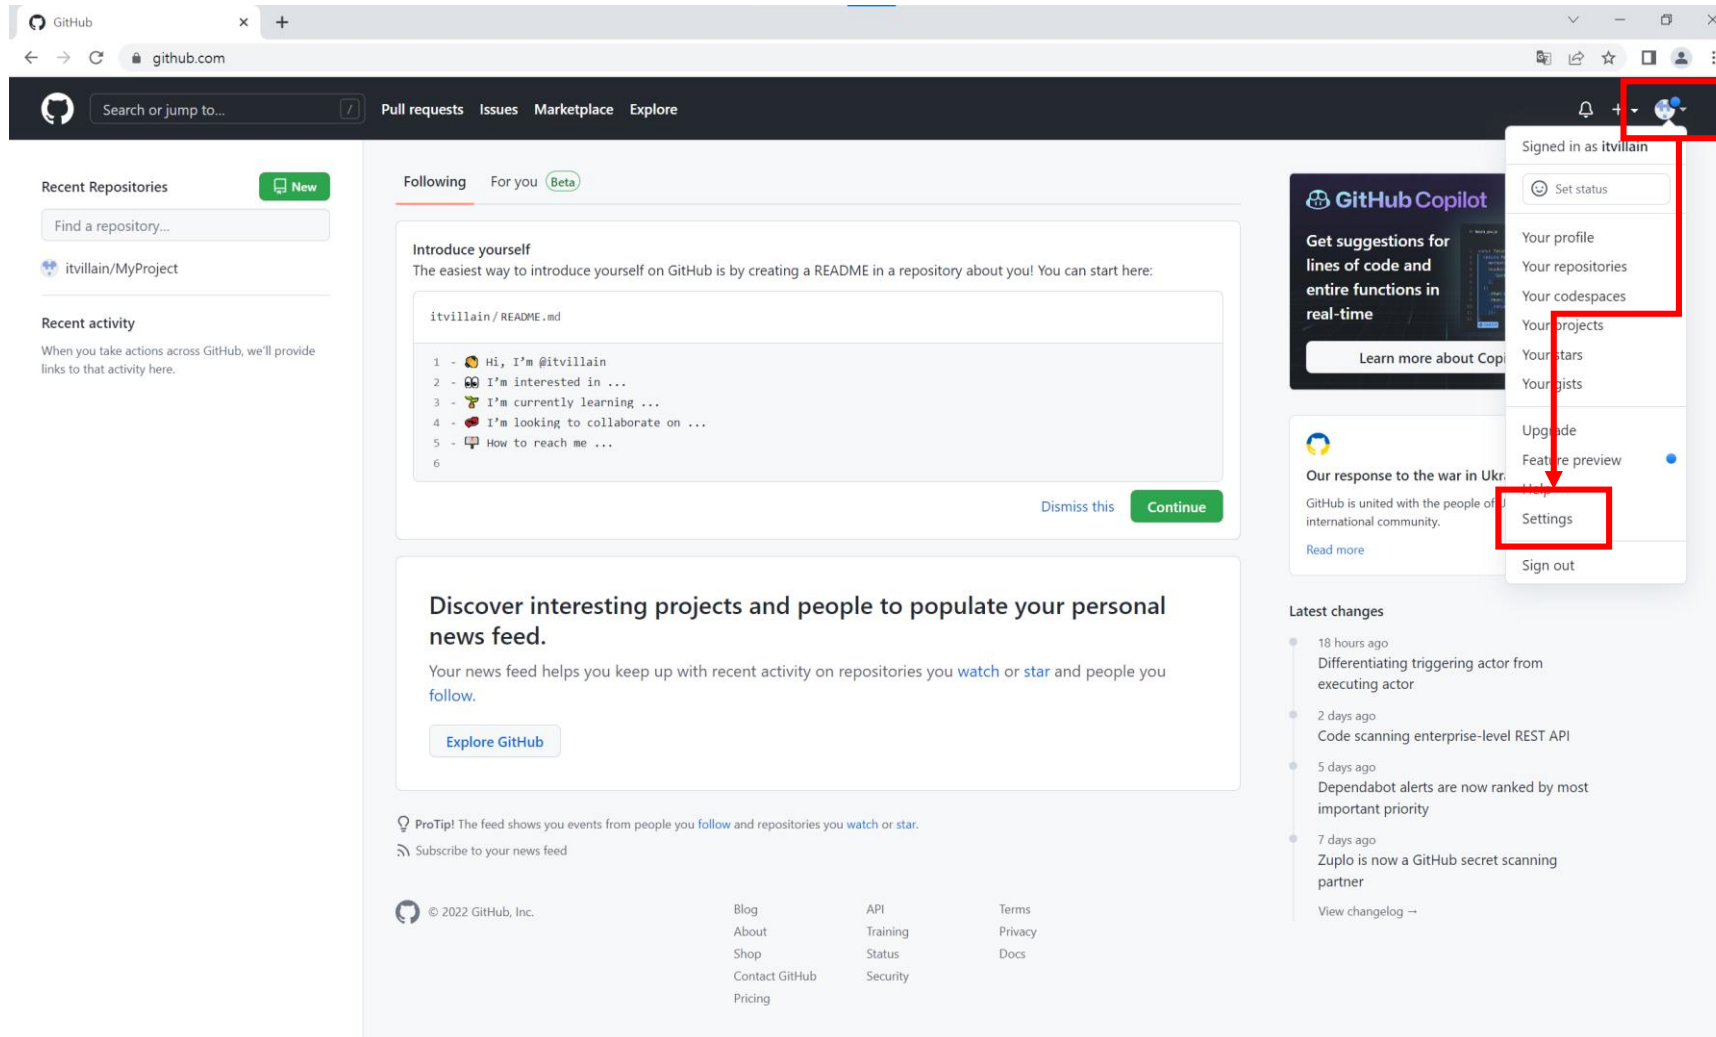 GitHub
github.com
Search or jump to...
/
Pull requests Issues Marketplace Explore
Signed in as itvillain
Set status
Your profile
Your repositories
Your codespaces
Your projects
Your stars
Your gists
Upgrade
Feature preview
Help
Settings
Sign out
Recent Repositories
New
Find a repository...
itvillain/MyProject
Recent activity
When you take actions across GitHub, we'll provide
links to that activity here.
Following For you Beta
Introduce yourself
The easiest way to introduce yourself on GitHub is by creating a README in a repository about you! You can start here:
itvillain / README.md
1 - 👋 Hi, I'm @itvillain
2 - 👀 I'm interested in ...
3 - 🌱 I'm currently learning ...
4 - 💞️ I'm looking to collaborate on ...
5 - 📫 How to reach me ...
6
Dismiss this Continue
Discover interesting projects and people to populate your personal
news feed.
Your news feed helps you keep up with recent activity on repositories you watch or star and people you
follow.
Explore GitHub
ProTip! The feed shows you events from people you follow and repositories you watch or star.
Subscribe to your news feed
GitHub Copilot
Get suggestions for
lines of code and
entire functions in
real-time
Learn more about Copi
Our response to the war in Ukr
GitHub is united with the people of
international community.
Read more
Latest changes
18 hours ago
Differentiating triggering actor from
executing actor
2 days ago
Code scanning enterprise-level REST API
5 days ago
Dependabot alerts are now ranked by most
important priority
7 days ago
Zuplo is now a GitHub secret scanning
partner
View changelog →
© 2022 GitHub, Inc.
Blog
About
Shop
Contact GitHub
Pricing
API
Training
Status
Security
Terms
Privacy
Docs